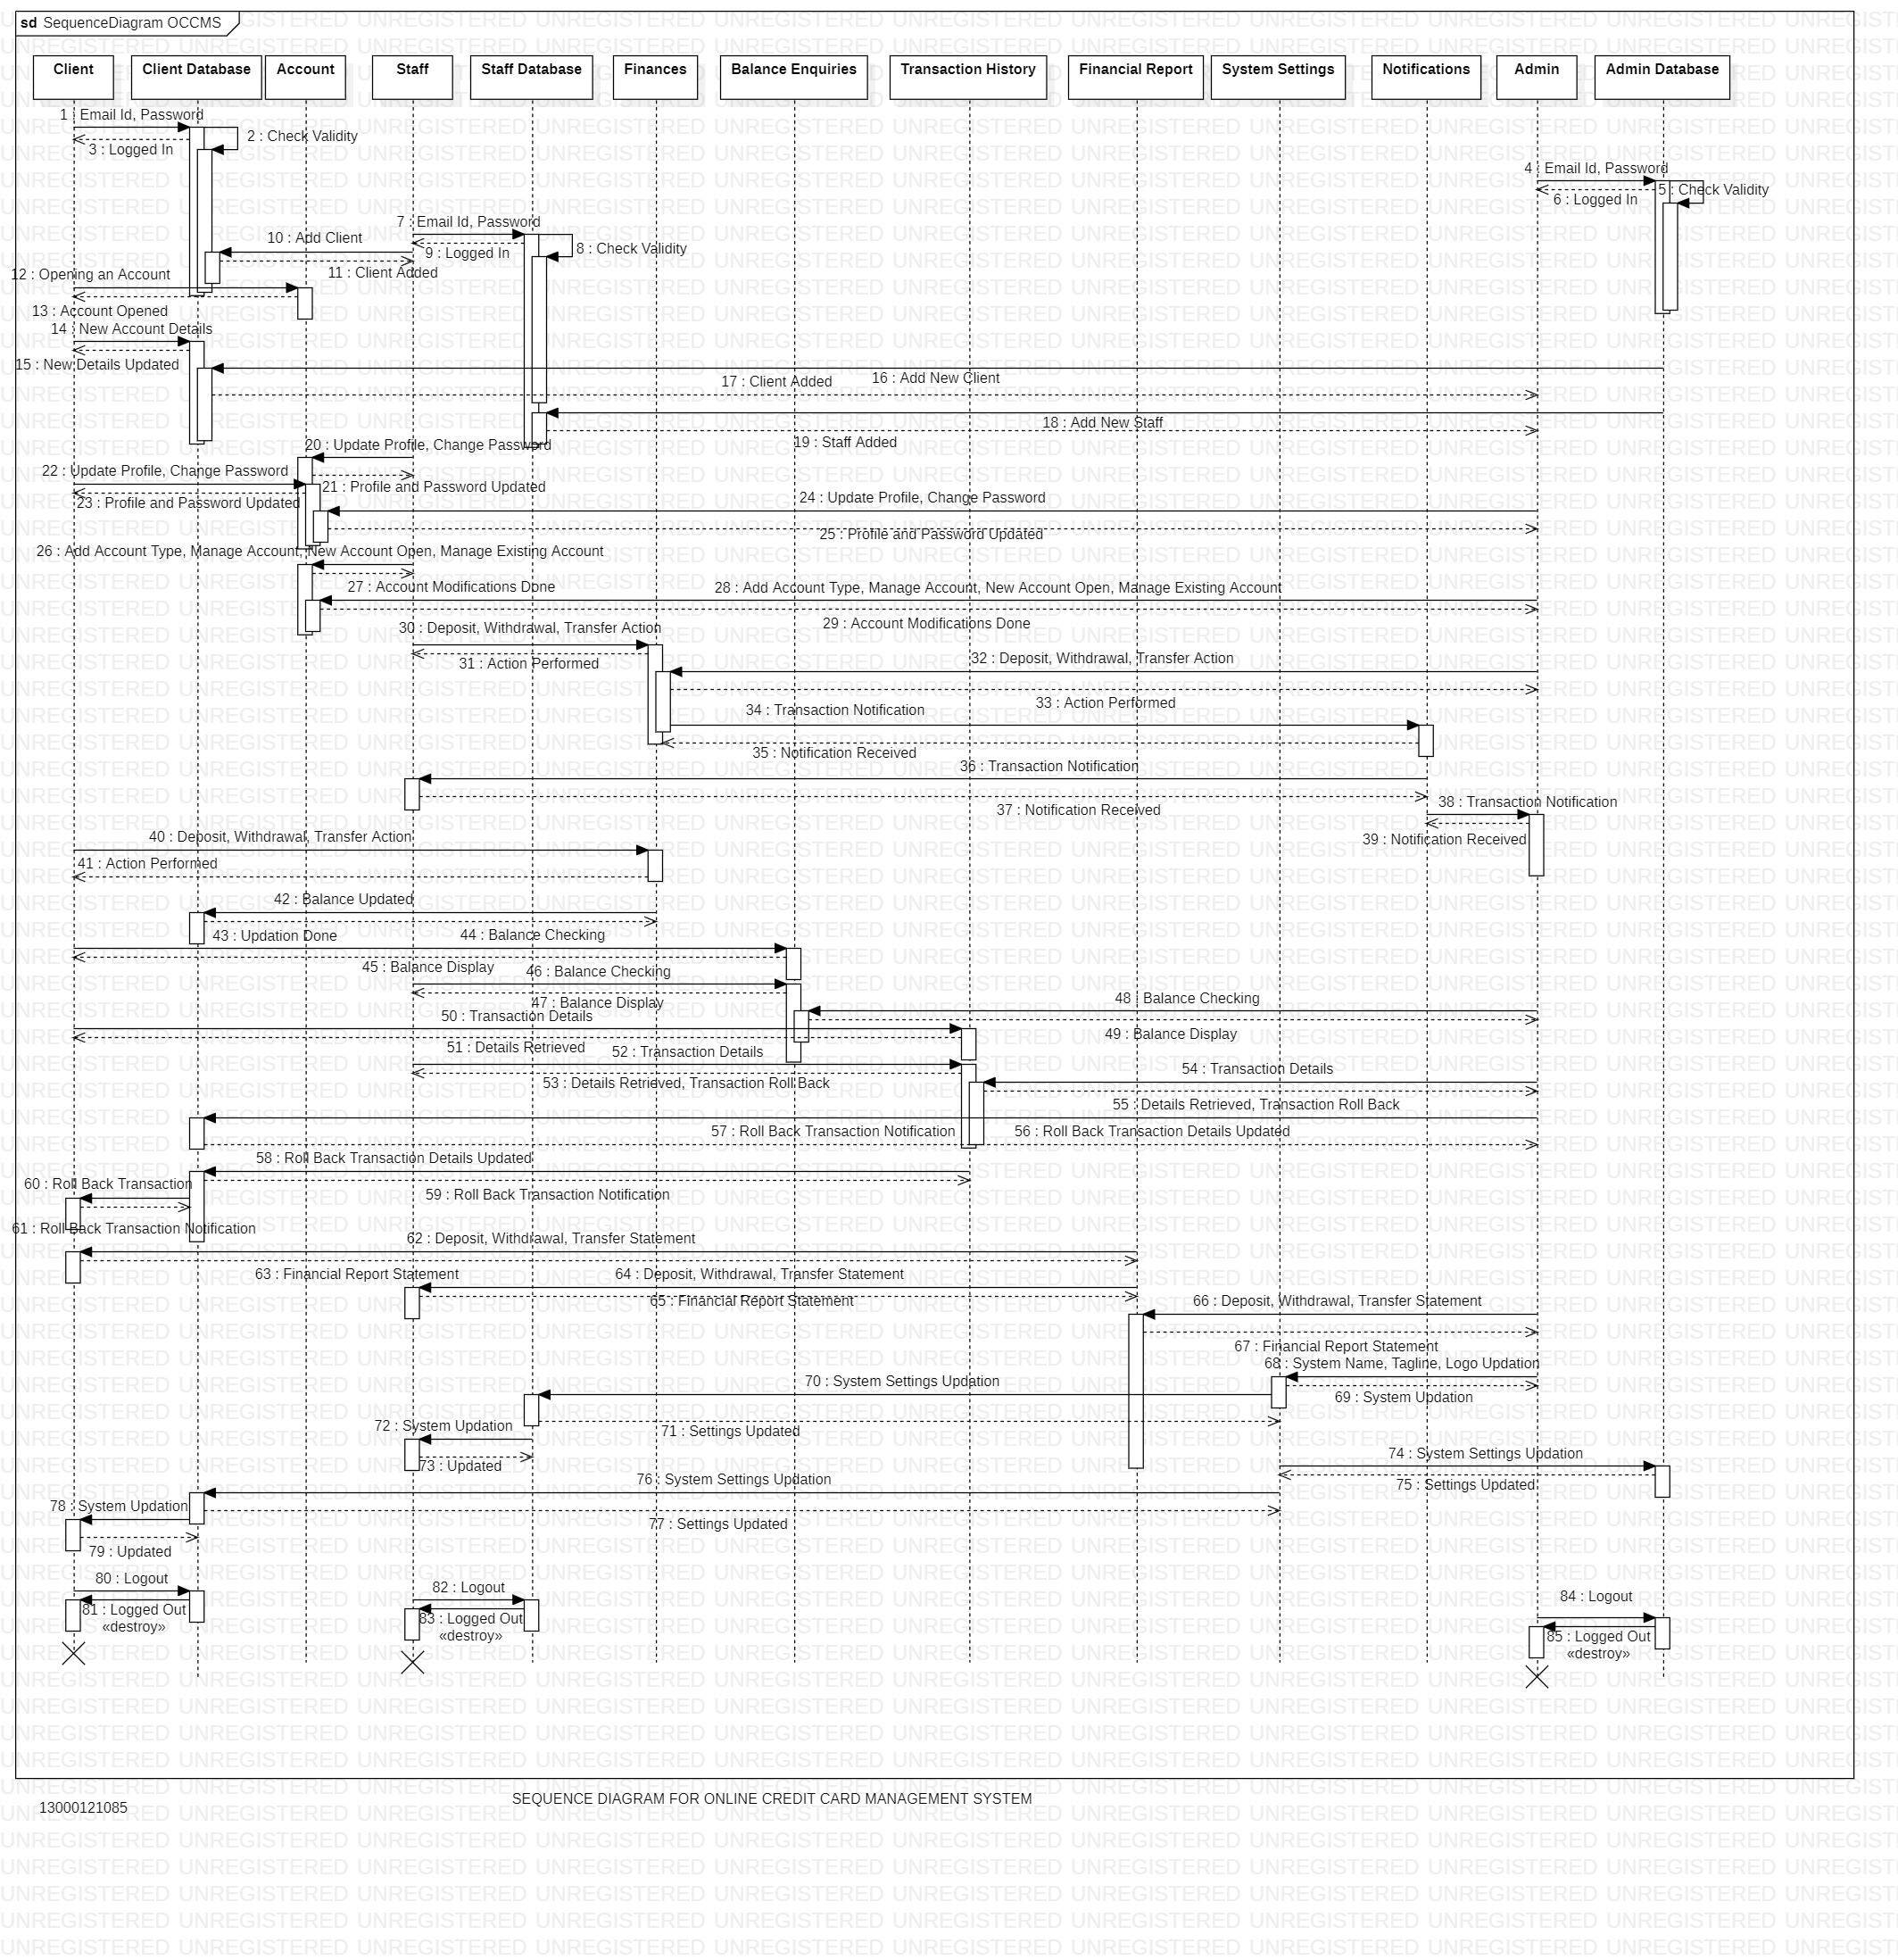 sd SequenceDiagram OCCMS
Client
Client Database
Account
Staff
Staff Database
Finances
Balance Enquiries
Transaction History
Financial Report
System Settings
Notifications
Admin
Admin Database
1 : Email Id, Password
2 : Check Validity
3 : Logged In
4 : Email Id, Password
5 : Check Validity
6 : Logged In
7 : Email Id, Password
8 : Check Validity
9 : Logged In
10 : Add Client
11 : Client Added
12 : Opening an Account
13 : Account Opened
14 : New Account Details
15 : New Details Updated
16 : Add New Client
17 : Client Added
18 : Add New Staff
19 : Staff Added
20 : Update Profile, Change Password
21 : Profile and Password Updated
22 : Update Profile, Change Password
23 : Profile and Password Updated
24 : Update Profile, Change Password
25 : Profile and Password Updated
26 : Add Account Type, Manage Account, New Account Open, Manage Existing Account
27 : Account Modifications Done
28 : Add Account Type, Manage Account, New Account Open, Manage Existing Account
29 : Account Modifications Done
30 : Deposit, Withdrawal, Transfer Action
31 : Action Performed
32 : Deposit, Withdrawal, Transfer Action
33 : Action Performed
34 : Transaction Notification
35 : Notification Received
36 : Transaction Notification
37 : Notification Received
38 : Transaction Notification
39 : Notification Received
40 : Deposit, Withdrawal, Transfer Action
41 : Action Performed
42 : Balance Updated
43 : Updation Done
44 : Balance Checking
45 : Balance Display
46 : Balance Checking
47 : Balance Display
48 : Balance Checking
49 : Balance Display
50 : Transaction Details
51 : Details Retrieved
52 : Transaction Details
53 : Details Retrieved, Transaction Roll Back
54 : Transaction Details
55 : Details Retrieved, Transaction Roll Back
56 : Roll Back Transaction Details Updated
57 : Roll Back Transaction Notification
58 : Roll Back Transaction Details Updated
59 : Roll Back Transaction Notification
60 : Roll Back Transaction
61 : Roll Back Transaction Notification
62 : Deposit, Withdrawal, Transfer Statement
63 : Financial Report Statement
64 : Deposit, Withdrawal, Transfer Statement
65 : Financial Report Statement
66 : Deposit, Withdrawal, Transfer Statement
67 : Financial Report Statement
68 : System Name, Tagline, Logo Updation
69 : System Updation
70 : System Settings Updation
71 : Settings Updated
72 : System Updation
73 : Updated
74 : System Settings Updation
75 : Settings Updated
76 : System Settings Updation
77 : Settings Updated
78 : System Updation
79 : Updated
80 : Logout
81 : Logged Out
«destroy»
82 : Logout
83 : Logged Out
«destroy»
84 : Logout
85 : Logged Out
«destroy»
SEQUENCE DIAGRAM FOR ONLINE CREDIT CARD MANAGEMENT SYSTEM
13000121085
UNREGISTERED